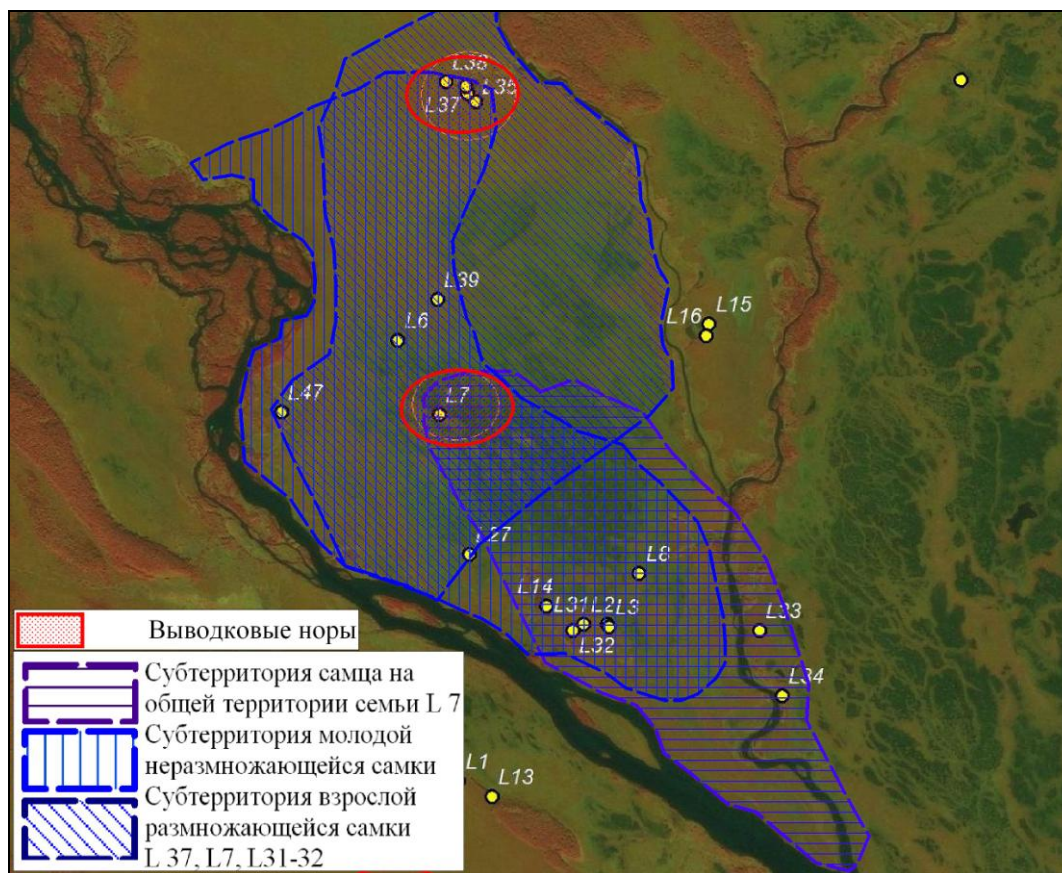 L38
L35
L37
L39
L6
L15
L16
L7
L47
L27
L8
L14
L31
L2
L3
L32
L33
L34
L1
L13
Выводковые норы
Субтерритория самца на
общей территории семьи L 7
Субтерритория молодой
неразмножающейся самки
Субтерритория взрослой
размножающейся самки
L 37, L7, L31-32